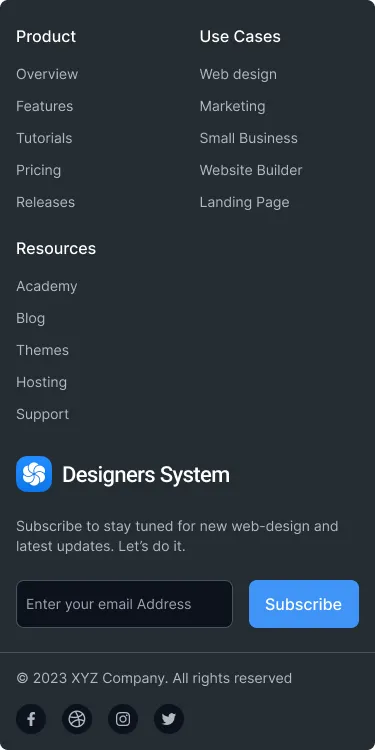 Product
Overview
Features
Tutorials
Pricing
Releases
Use Cases
Web design
Marketing
Small Business
Website Builder
Landing Page
Resources
Academy
Blog
Themes
Hosting
Support
Designers System
Subscribe to stay tuned for new web-design and
latest updates. Let’s do it.
Enter your email Address
Subscribe
© 2023 XYZ Company. All rights reserved